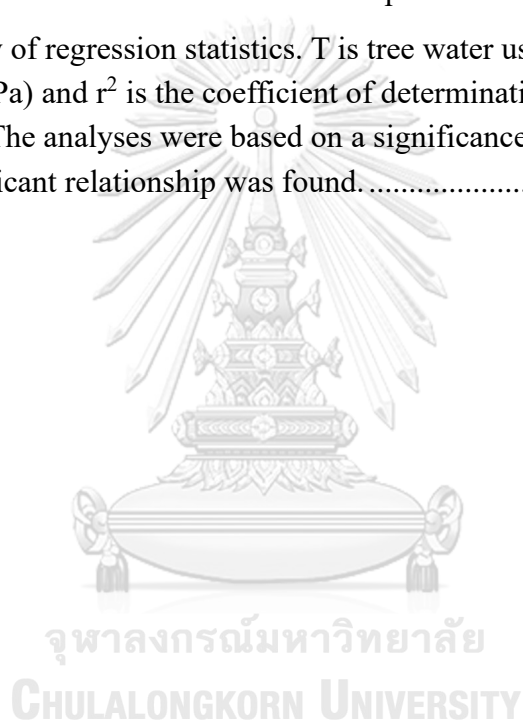 y of regression statistics. T is tree water us
Pa) and r² is the coefficient of determinati
The analyses were based on a significance
icant relationship was found. ...................
จุฬาลงกรณ์มหาวิทยาลัย
CHULALONGKORN UNIVERSITY